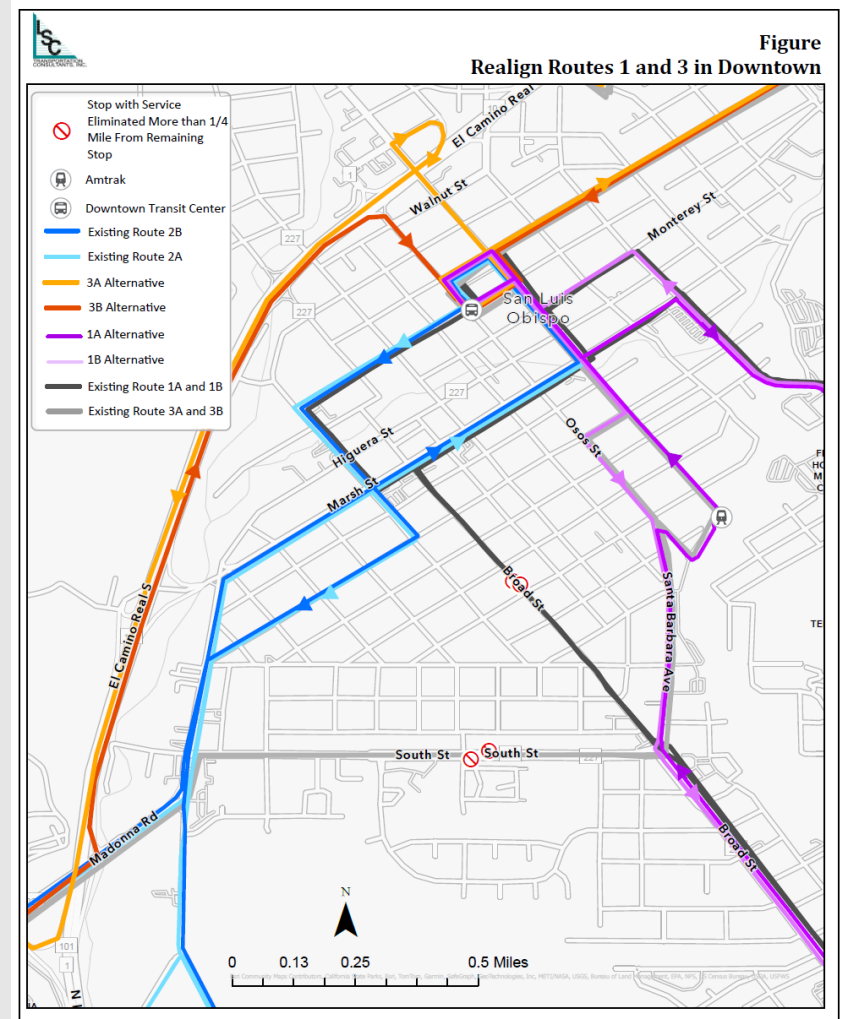 LSC
TRANSPORTATION
CONSULTANTS, INC.
Figure
Realign Routes 1 and 3 in Downtown
Stop with Service
Eliminated More than 1/4
Mile From Remaining
Stop
Amtrak
Downtown Transit Center
Existing Route 2B
Existing Route 2A
3A Alternative
3B Alternative
1A Alternative
1B Alternative
Existing Route 1A and 1B
Existing Route 3A and 3B
El Camino Real
1
Walnut St
227
Monterey St
227
San Luis
Obispo
227
Higuera St
Osos St
Marsh St
Broad St
Santa Barbara Ave
TE
El Camino Real S
South St
South St
227
Madonna Rd
Broad St
101
1
N
N
0 0.13 0.25 0.5 Miles